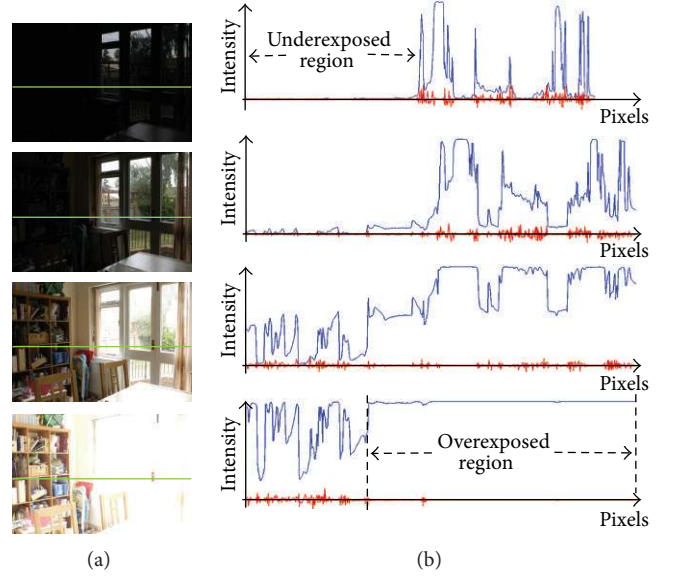 Intensity
Underexposed
region
Pixels
Intensity
Pixels
Intensity
Pixels
Intensity
Overexposed
region
Pixels
(a)
(b)